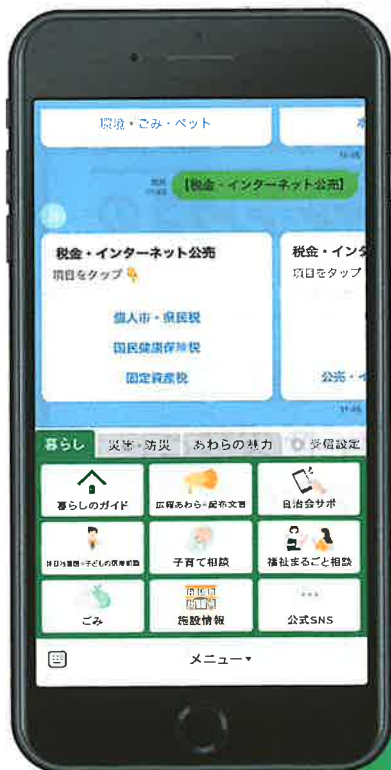 環境・ごみ・ペット
【税金・インターネット公売】
税金・インターネット公売
項目をタップ👇
個人市・県民税
国民健康保険税
固定資産税
税金・インタ
項目をタップ
公売・イ
暮らし
災害・防災
あわらの魅力
受信設定
暮らしのガイド
広報あわら・配布文書
自治会サポ
子育て相談
福祉まるごと相談
ごみ
施設情報
公式SNS
メニュー▾